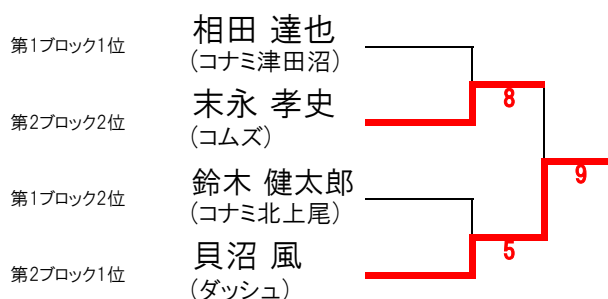 第1ブロック1位
相田 達也
(コナミ津田沼)
8
第2ブロック2位
末永 孝史
(コムズ)
9
第1ブロック2位
鈴木 健太郎
(コナミ北上尾)
5
第2ブロック1位
貝沼 風
(ダッシュ)